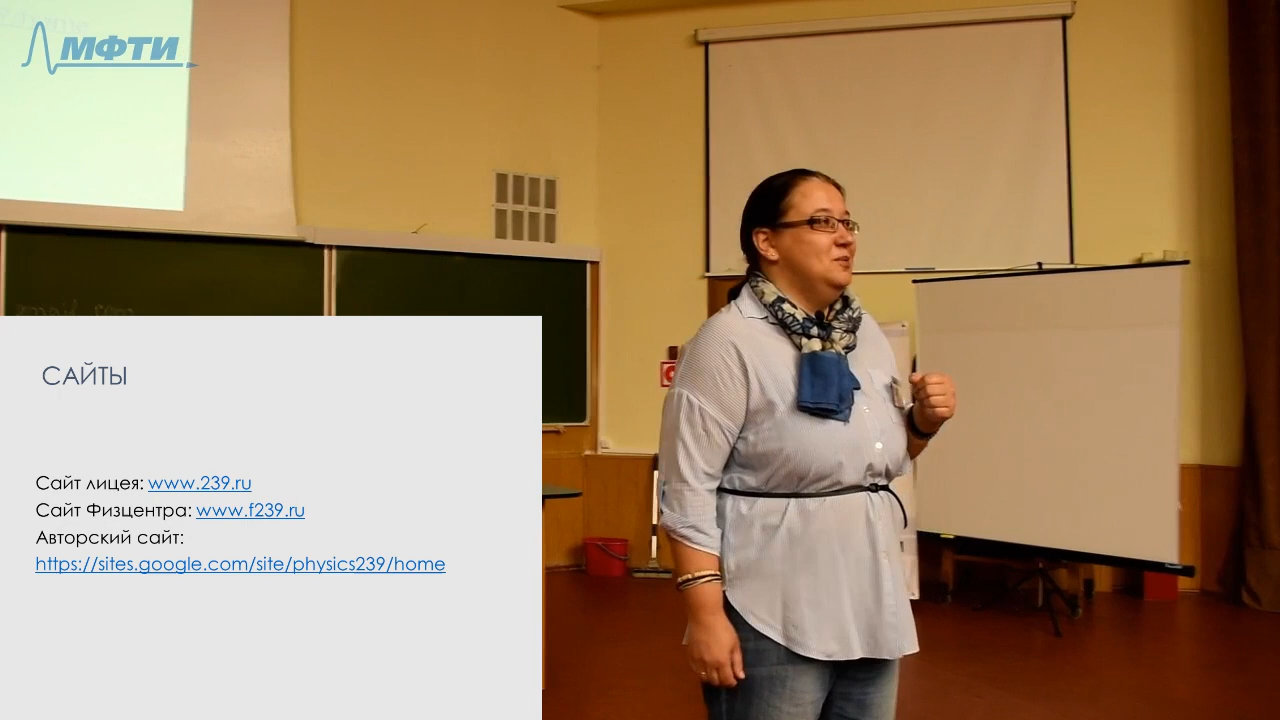 МФТИ
САЙТЫ
Сайт лицея: www.239.ru
Сайт Физцентра: www.f239.ru
Авторский сайт:
https://sites.google.com/site/physics239/home